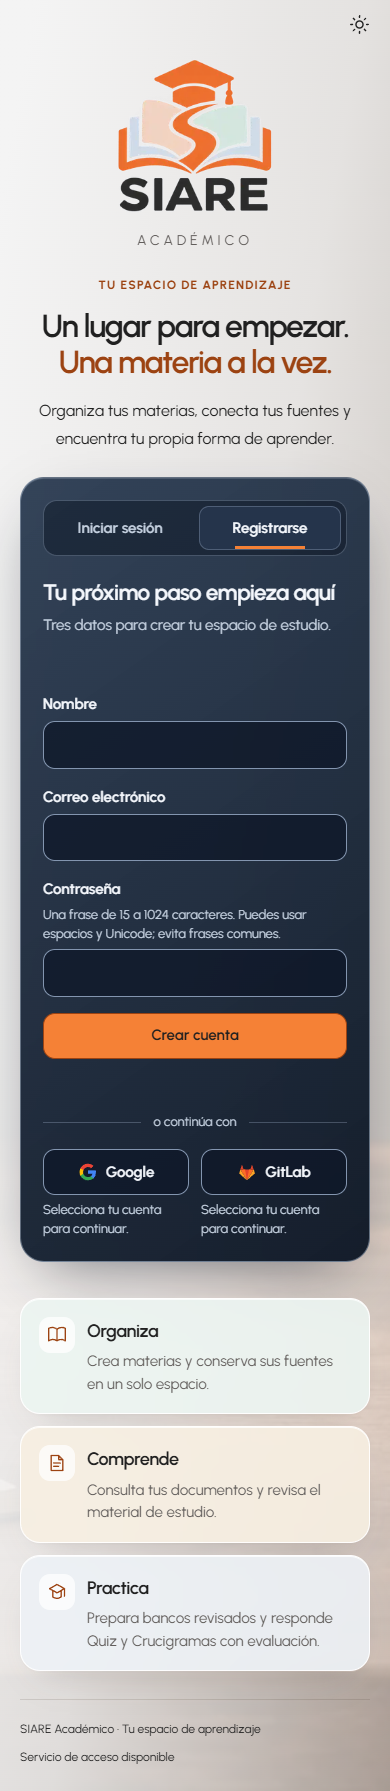 SIARE
ACADÉMICO
TU ESPACIO DE APRENDIZAJE
Un lugar para empezar.
Una materia a la vez.
Organiza tus materias, conecta tus fuentes y
encuentra tu propia forma de aprender.
Iniciar sesión
Registrarse
Tu próximo paso empieza aquí
Tres datos para crear tu espacio de estudio.
Nombre
Correo electrónico
Contraseña
Una frase de 15 a 1024 caracteres. Puedes usar
espacios y Unicode; evita frases comunes.
Crear cuenta
o continúa con
Google
GitLab
Selecciona tu cuenta
para continuar.
Selecciona tu cuenta
para continuar.
Organiza
Crea materias y conserva sus fuentes
en un solo espacio.
Comprende
Consulta tus documentos y revisa el
material de estudio.
Practica
Prepara bancos revisados y responde
Quiz y Crucigramas con evaluación.
SIARE Académico · Tu espacio de aprendizaje
Servicio de acceso disponible